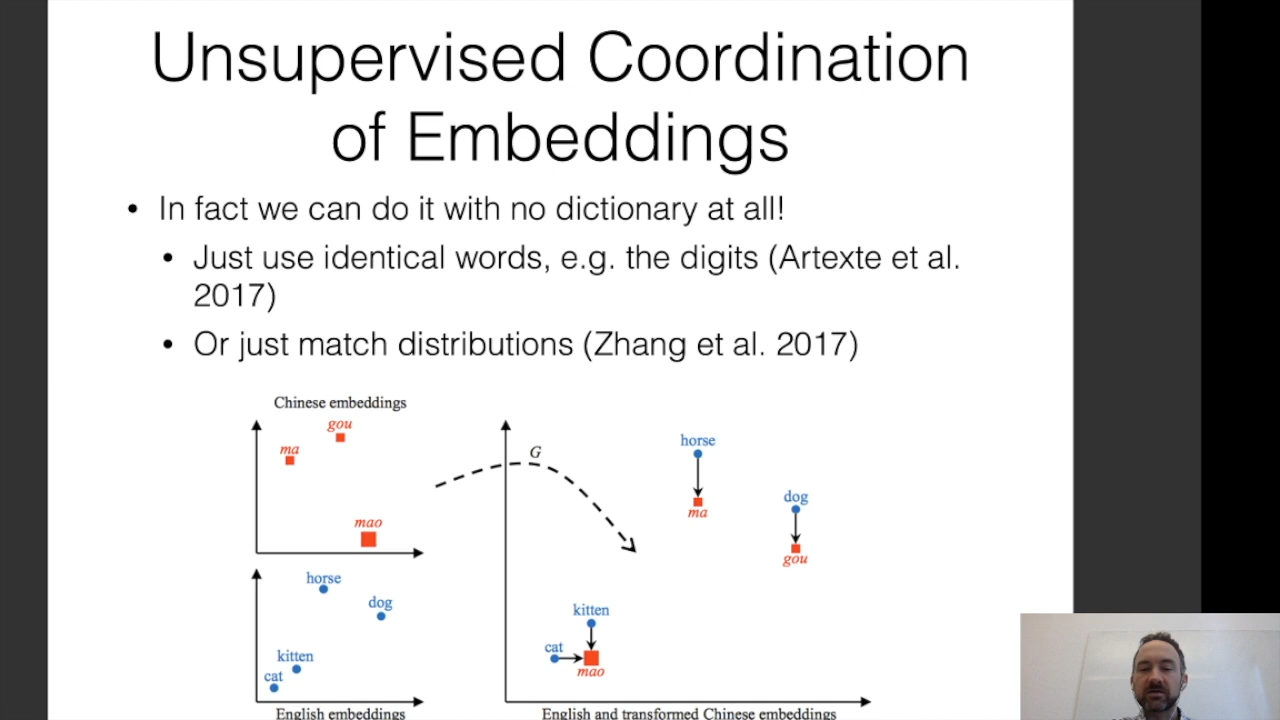 Unsupervised Coordination
of Embeddings
• In fact we can do it with no dictionary at all!
• Just use identical words, e.g. the digits (Artexte et al.
2017)
• Or just match distributions (Zhang et al. 2017)
Chinese embeddings
gou
ma
mao
horse
dog
kitten
cat
English embeddings
G
horse
ma
dog
gou
kitten
cat
mao
English and transformed Chinese embeddings